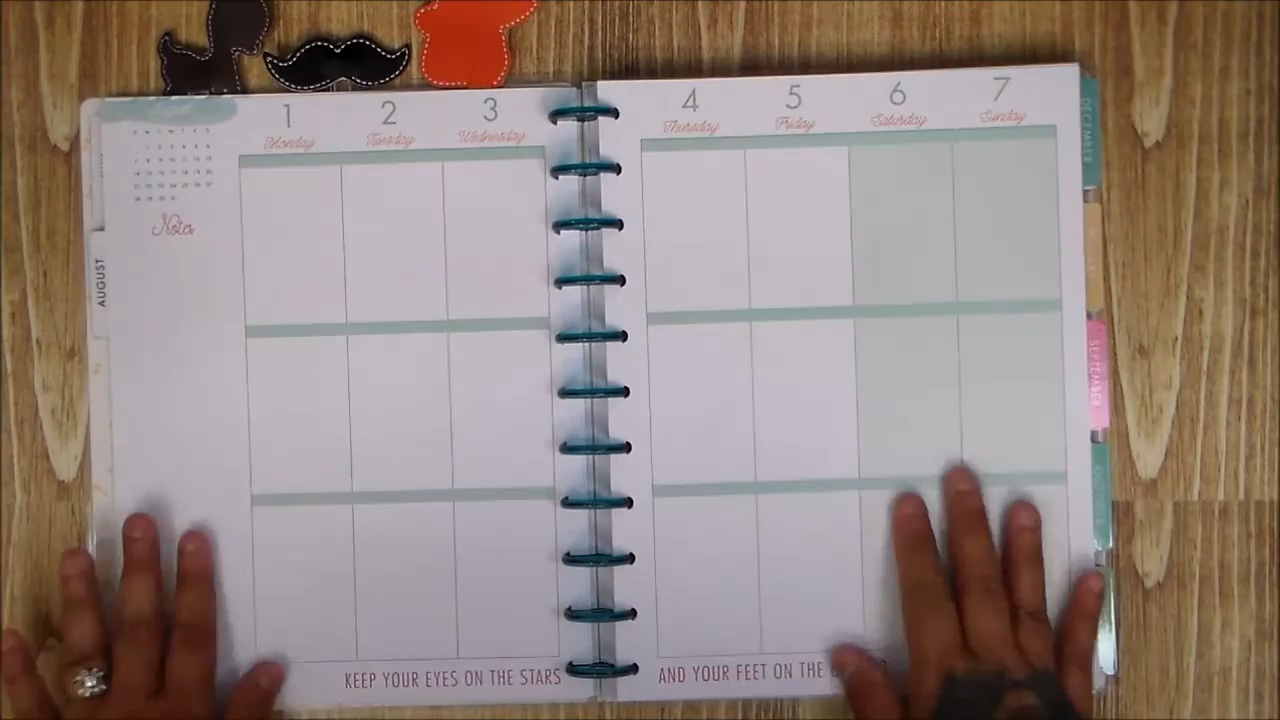 1 2 3
Monday Tuesday Wednesday
Notes
AUGUST
KEEP YOUR EYES ON THE STARS
4 5 6 7
Thursday Friday Saturday Sunday
AND YOUR FEET ON THE
DECEMBER
SEPTEMBER